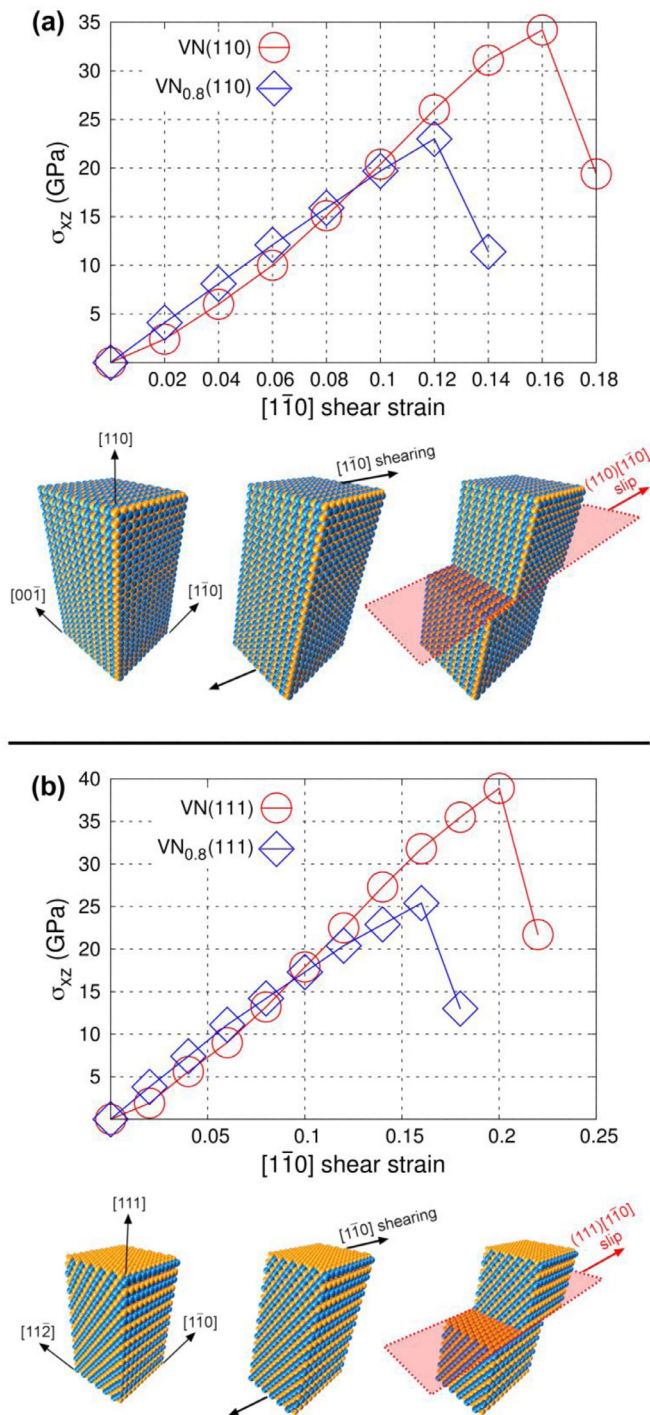 (a)
VN(110)
VN0.8(110)
35
30
25
20
15
10
5
σxz (GPa)
0.02 0.04 0.06 0.08 0.10 0.12 0.14 0.16 0.18
[11̅0] shear strain
[110]
[001̅]
[11̅0]
[11̅0] shearing
(110)[11̅0]
slip
(b)
VN(111)
VN0.8(111)
40
35
30
25
20
15
10
5
σxz (GPa)
0.05 0.1 0.15 0.2 0.25
[11̅0] shear strain
[111]
[112̅]
[11̅0]
[11̅0] shearing
(111)[11̅0]
slip